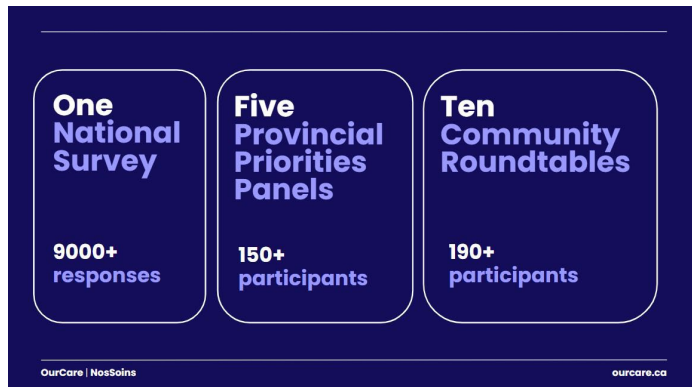 One
National
Survey
9000+
responses
Five
Provincial
Priorities
Panels
150+
participants
Ten
Community
Roundtables
190+
participants
OurCare | NosSoins
ourcare.ca